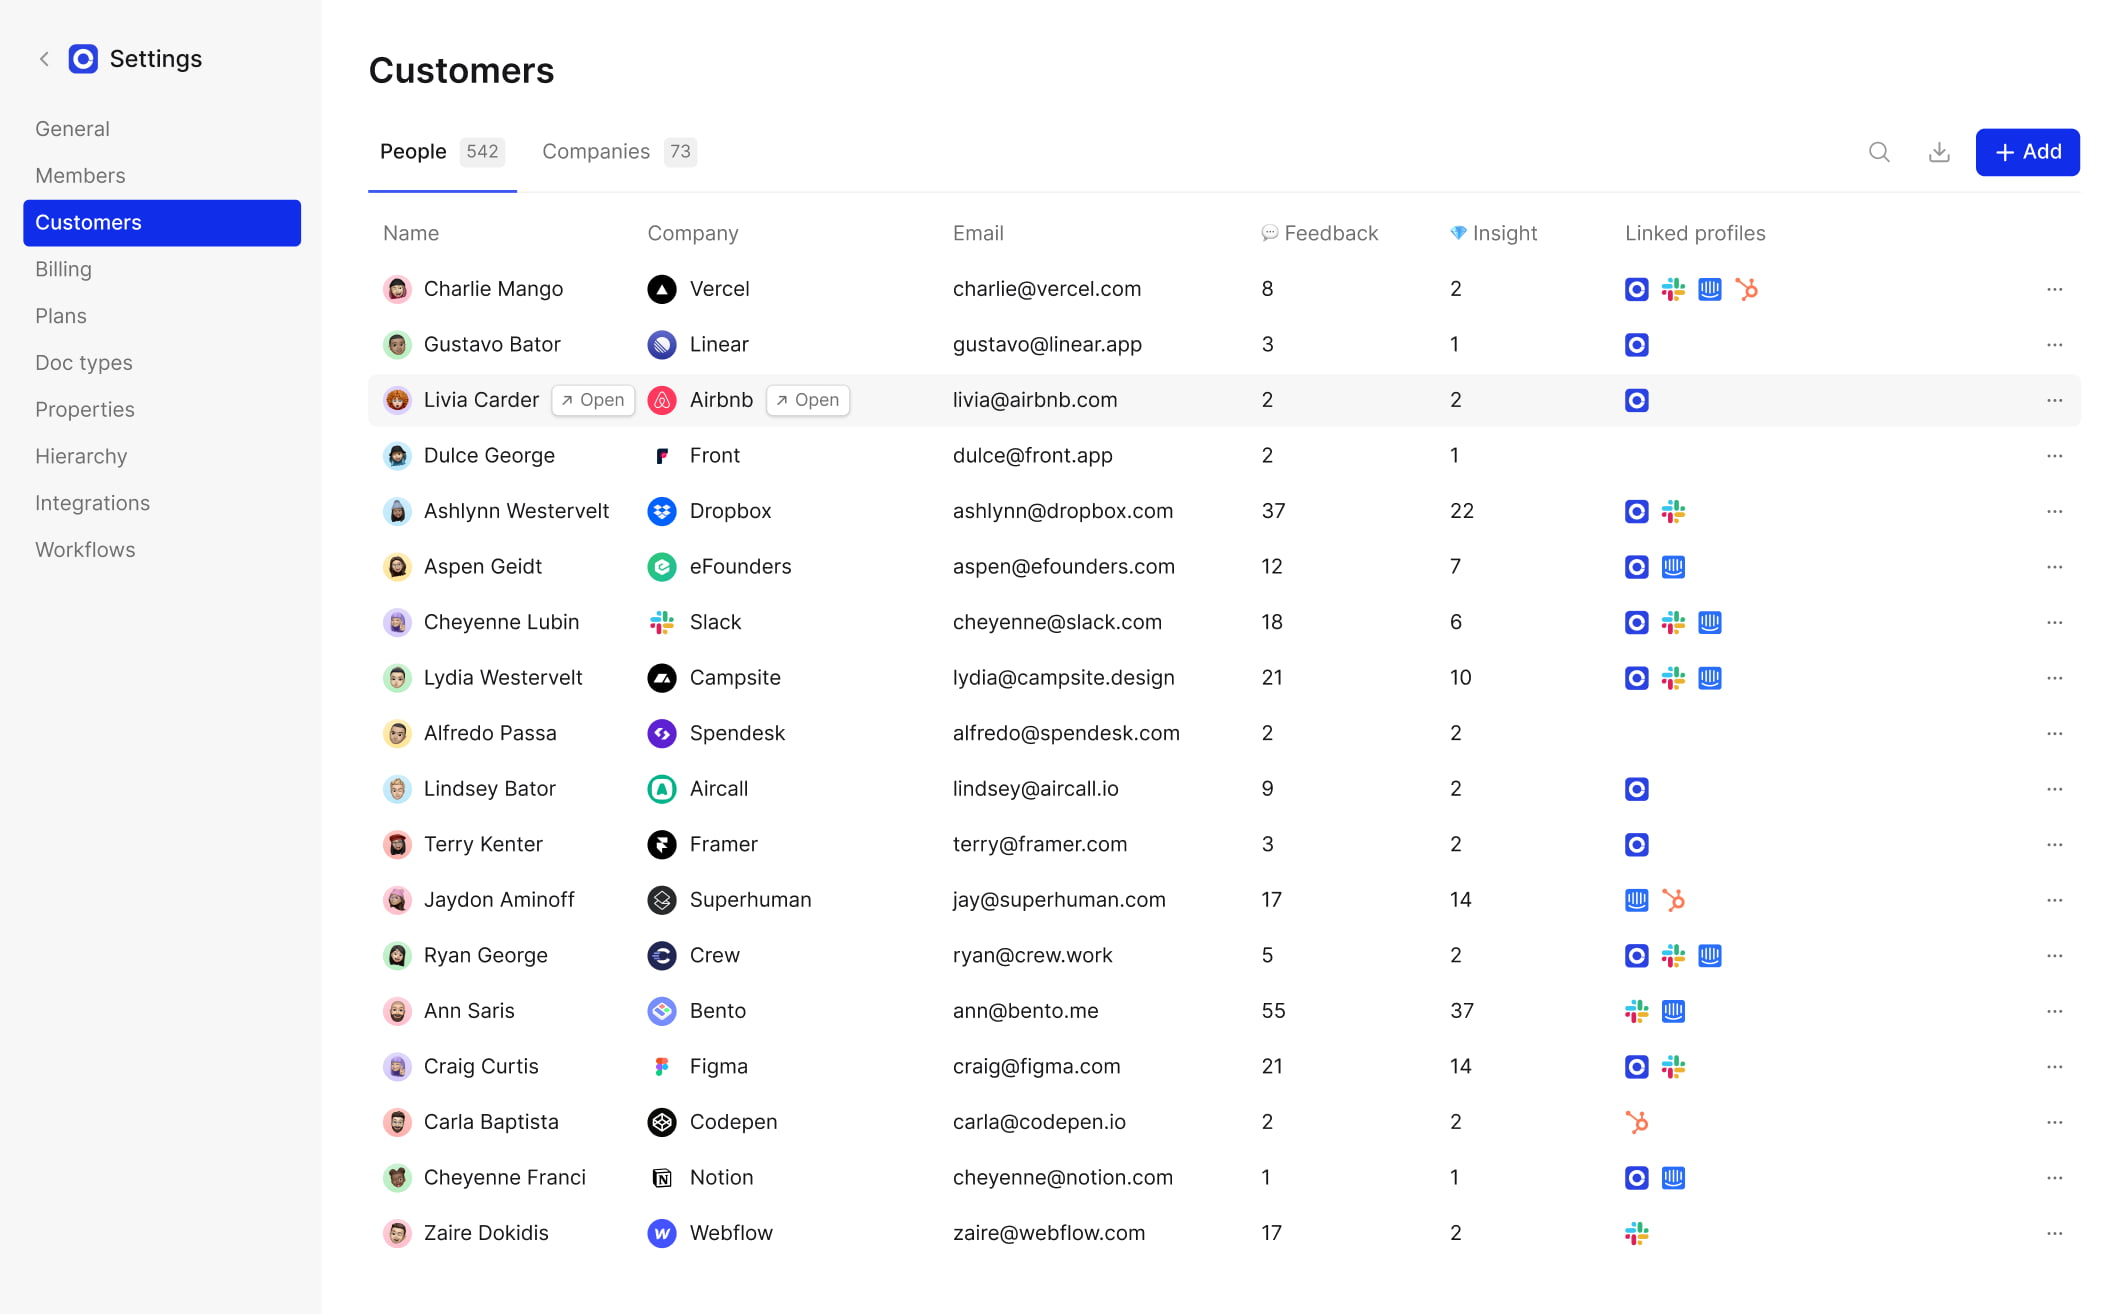 Settings
General
Members
Customers
Billing
Plans
Doc types
Properties
Hierarchy
Integrations
Workflows
Customers
People 542 Companies 73 Add
Name Company Email Feedback Insight Linked profiles
Charlie Mango Vercel charlie@vercel.com 8 2
Gustavo Bator Linear gustavo@linear.app 3 1
Livia Carder Open Airbnb Open livia@airbnb.com 2 2
Dulce George Front dulce@front.app 2 1
Ashlynn Westervelt Dropbox ashlynn@dropbox.com 37 22
Aspen Geidt eFounders aspen@efounders.com 12 7
Cheyenne Lubin Slack cheyenne@slack.com 18 6
Lydia Westervelt Campsite lydia@campsite.design 21 10
Alfredo Passa Spendesk alfredo@spendesk.com 2 2
Lindsey Bator Aircall lindsey@aircall.io 9 2
Terry Kenter Framer terry@framer.com 3 2
Jaydon Aminoff Superhuman jay@superhuman.com 17 14
Ryan George Crew ryan@crew.work 5 2
Ann Saris Bento ann@bento.me 55 37
Craig Curtis Figma craig@figma.com 21 14
Carla Baptista Codepen carla@codepen.io 2 2
Cheyenne Franci Notion cheyenne@notion.com 1 1
Zaire Dokidis Webflow zaire@webflow.com 17 2